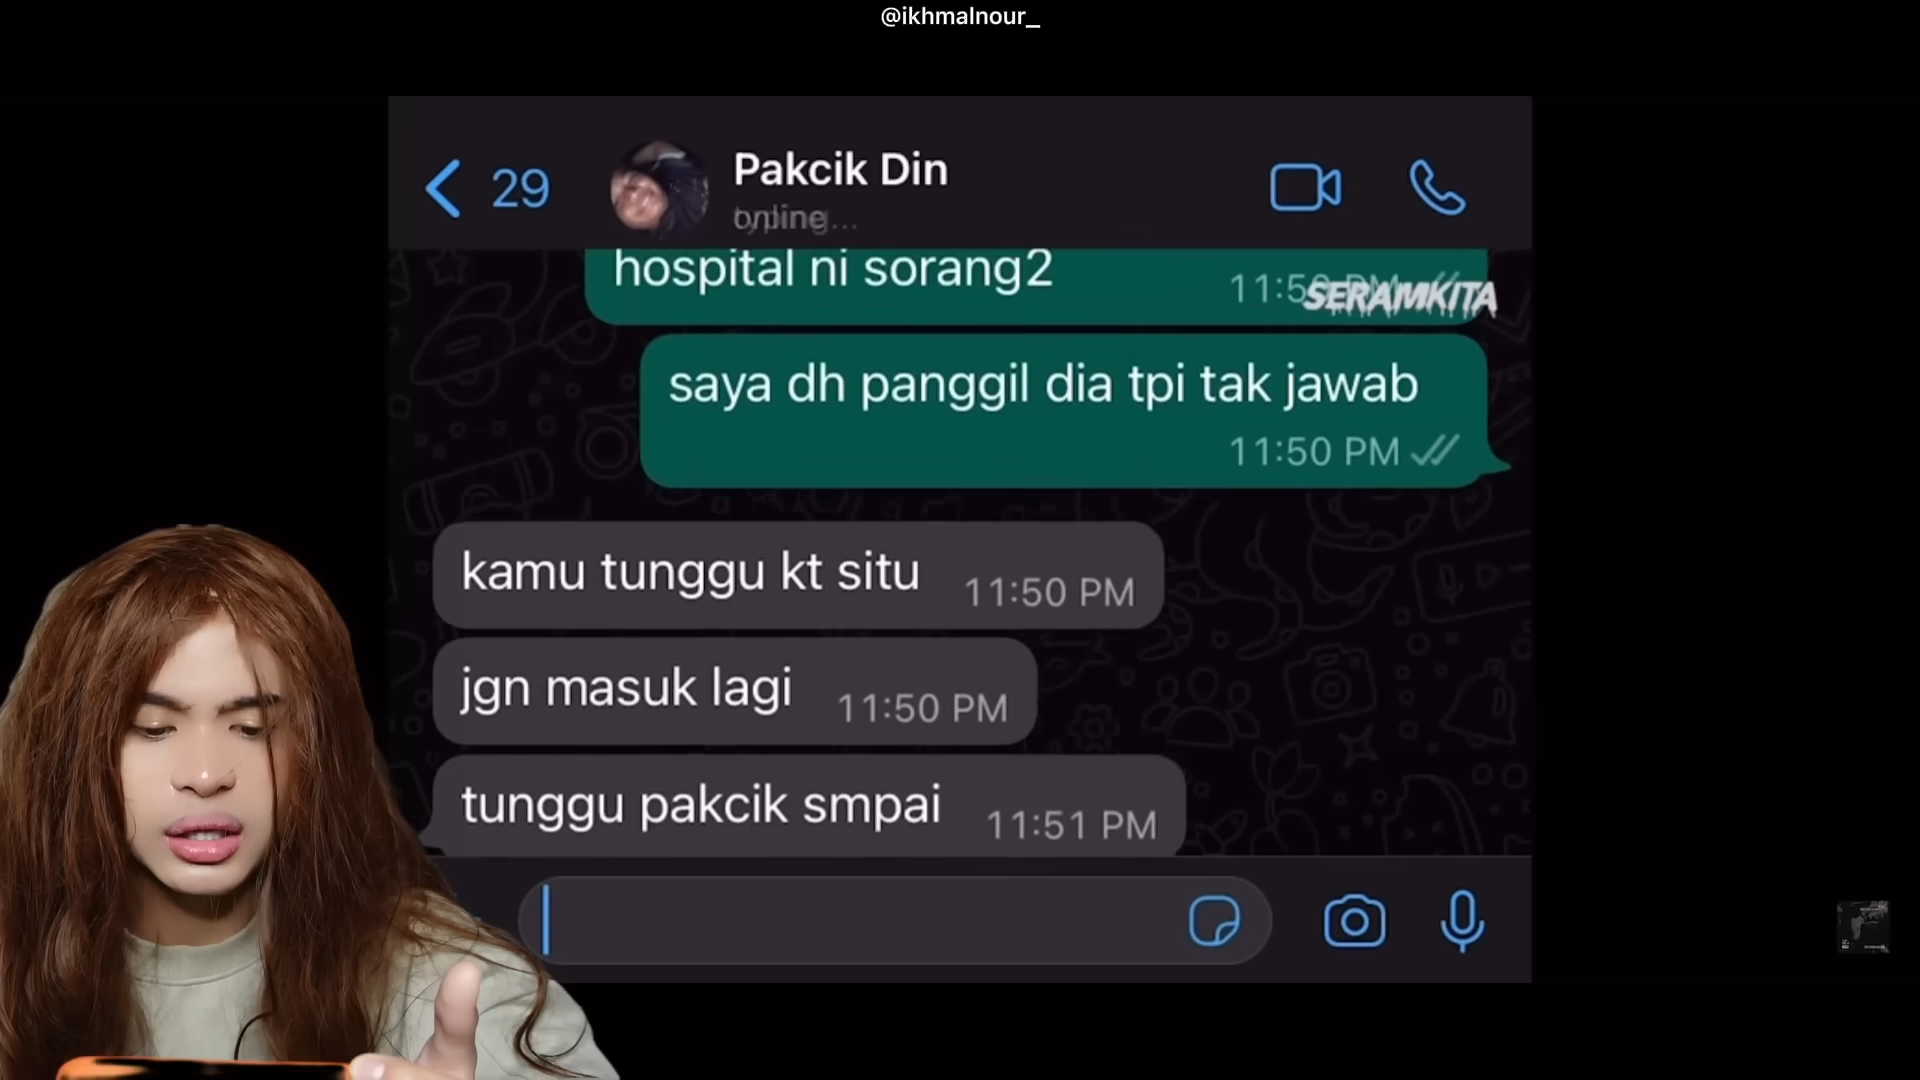 @ikhmalnour_
29
Pakcik Din
online
hospital ni sorang2
SERAMKITA
saya dh panggil dia tpi tak jawab
11:50 PM
kamu tunggu kt situ
11:50 PM
jgn masuk lagi
11:50 PM
tunggu pakcik smpai
11:51 PM